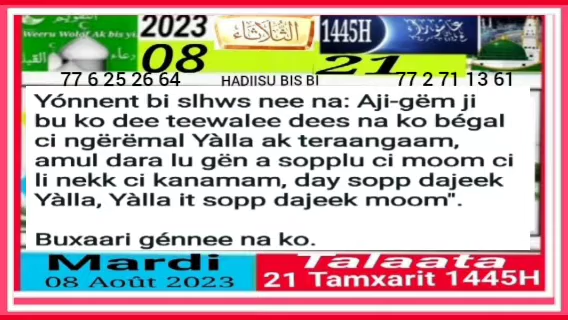 Weeru Wolof Ak bis yi
2023
08
الثلاثاء
1445H
21
77 6 25 26 64
HADIISU BIS BI
77 2 71 13 61
Yónnent bi slhws nee na: Aji-gëm ji
bu ko dee teewalee dees na ko bégal
ci ngërëmal Yàlla ak teraangaam,
amul dara lu gën a sopplu ci moom ci
li nekk ci kanamam, day sopp dajeek
Yàlla, Yàlla it sopp dajeek moom".
Buxaari génnee na ko.
Mardi
08 Août 2023
Talaata
21 Tamxarit 1445H